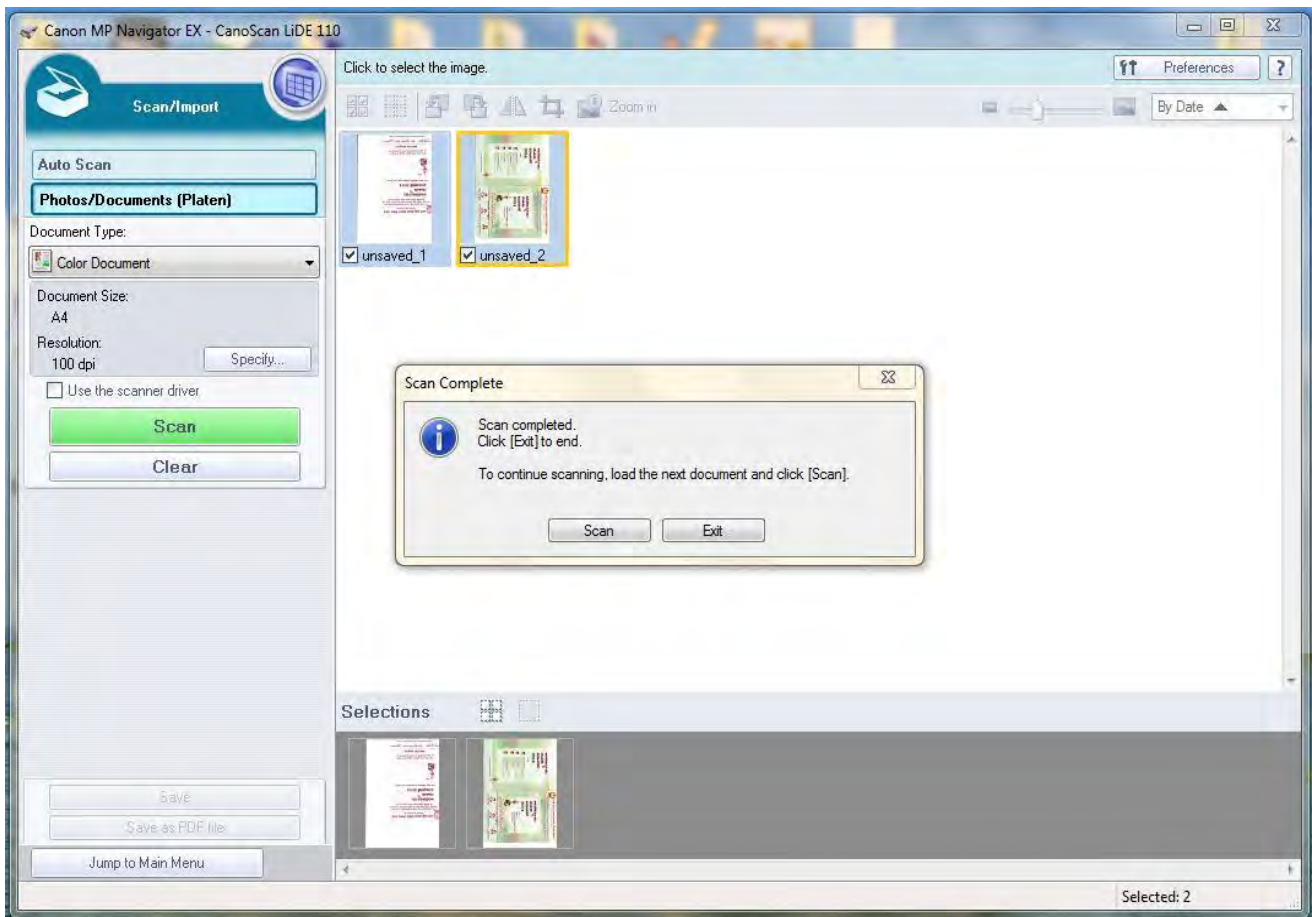 Canon MP Navigator EX - CanoScan LiDE 110
Scan/Import
Click to select the image.
Preferences
?
Zoom in
By Date
Auto Scan
Photos/Documents (Platen)
Document Type:
Color Document
Document Size:
A4
Resolution:
100 dpi
Specify...
Use the scanner driver
Scan
Clear
unsaved_1
unsaved_2
Scan Complete
Scan completed.
Click [Exit] to end.
To continue scanning, load the next document and click [Scan].
Scan
Exit
Selections
Save
Save as PDF file
Jump to Main Menu
Selected: 2